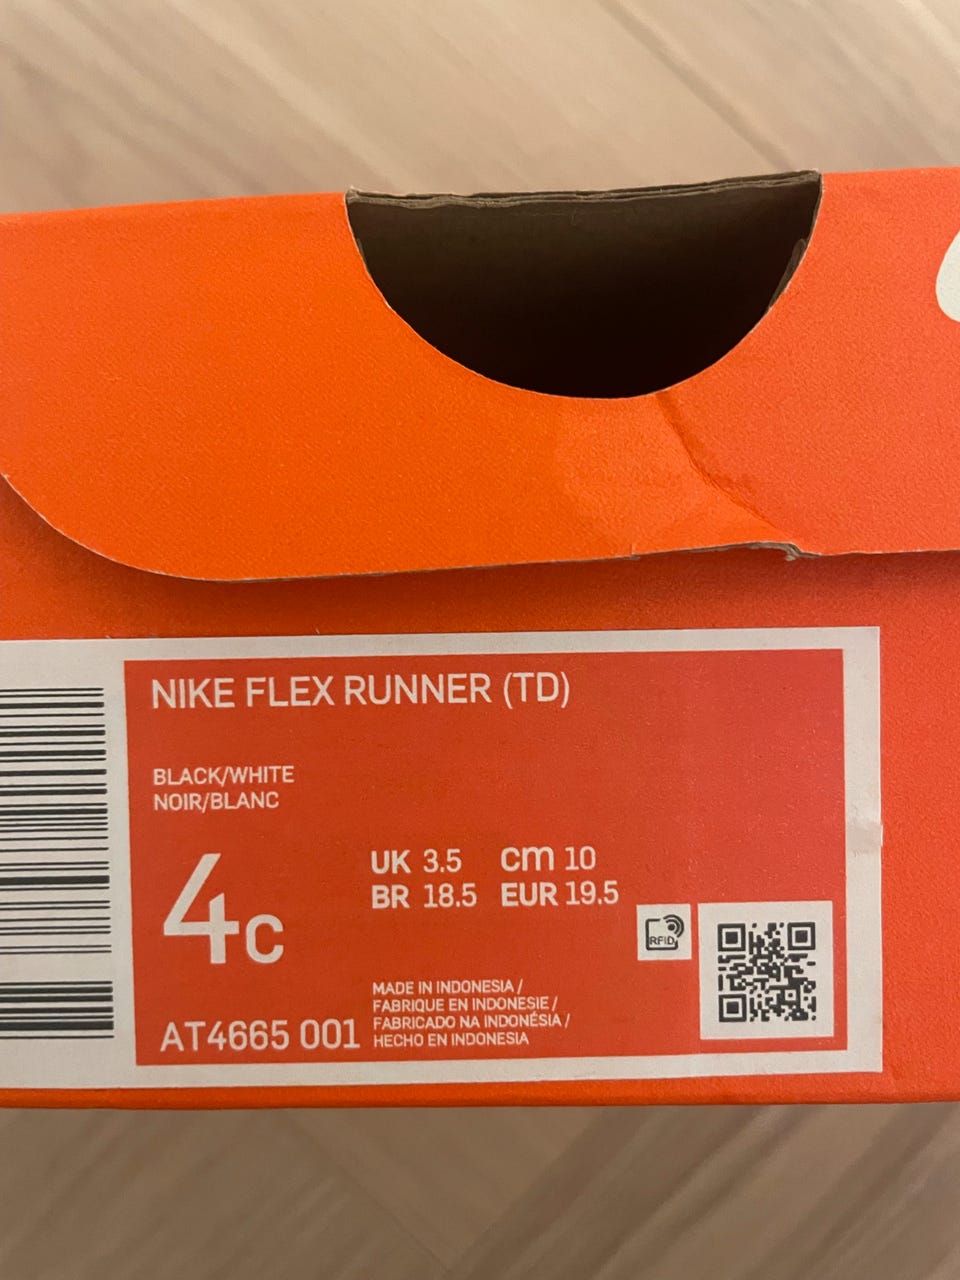 NIKE FLEX RUNNER (TD)
BLACK/WHITE
NOIR/BLANC
4C
UK 3.5 cm 10
BR 18.5 EUR 19.5
RFID
MADE IN INDONESIA /
FABRIQUE EN INDONESIE /
FABRICADO NA INDONÉSIA /
HECHO EN INDONESIA
AT4665 001